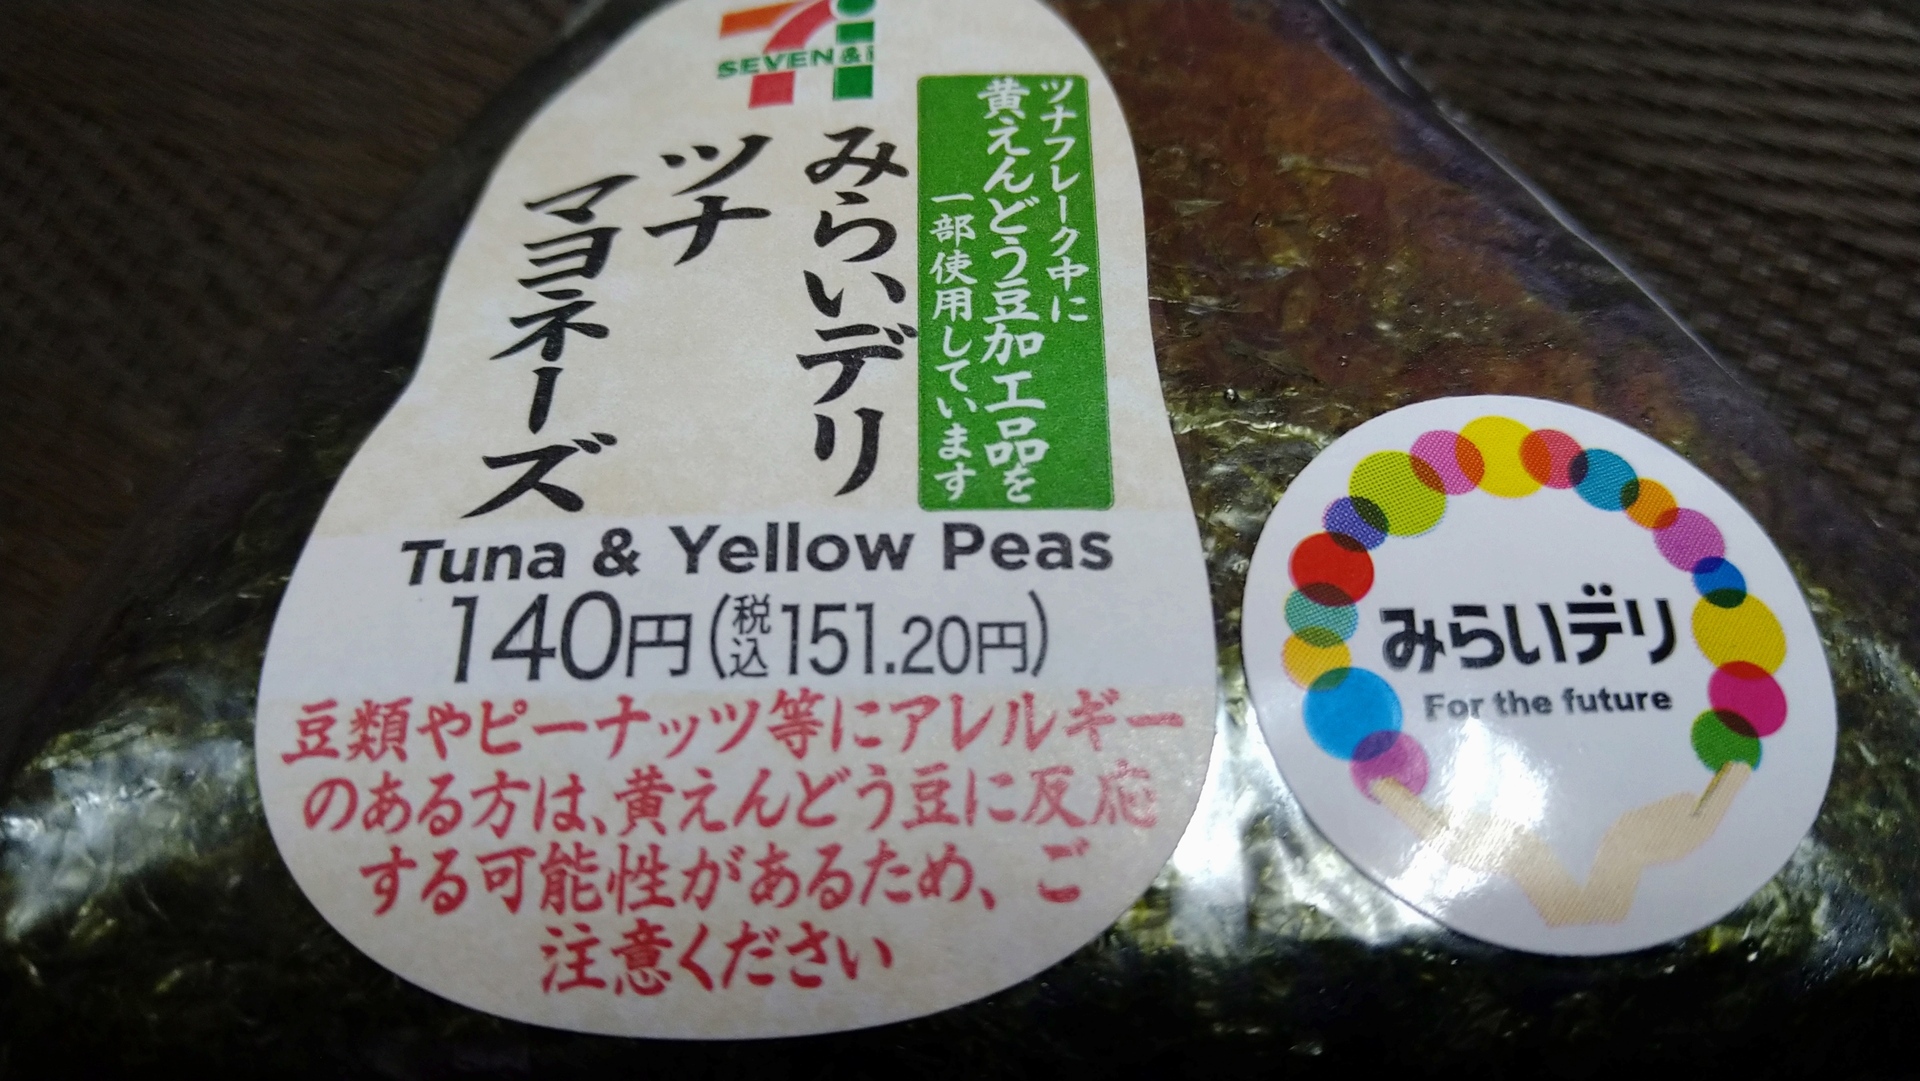 SEVEN & i
ツナフレーク中に
黄えんどう豆加工品を
一部使用しています
みらいデリ
ツナ
マヨネーズ
Tuna & Yellow Peas
140円(税込151.20円)
豆類やピーナッツ等にアレルギー
のある方は、黄えんどう豆に反応
する可能性があるため、ご
注意ください
みらいデリ
For the future